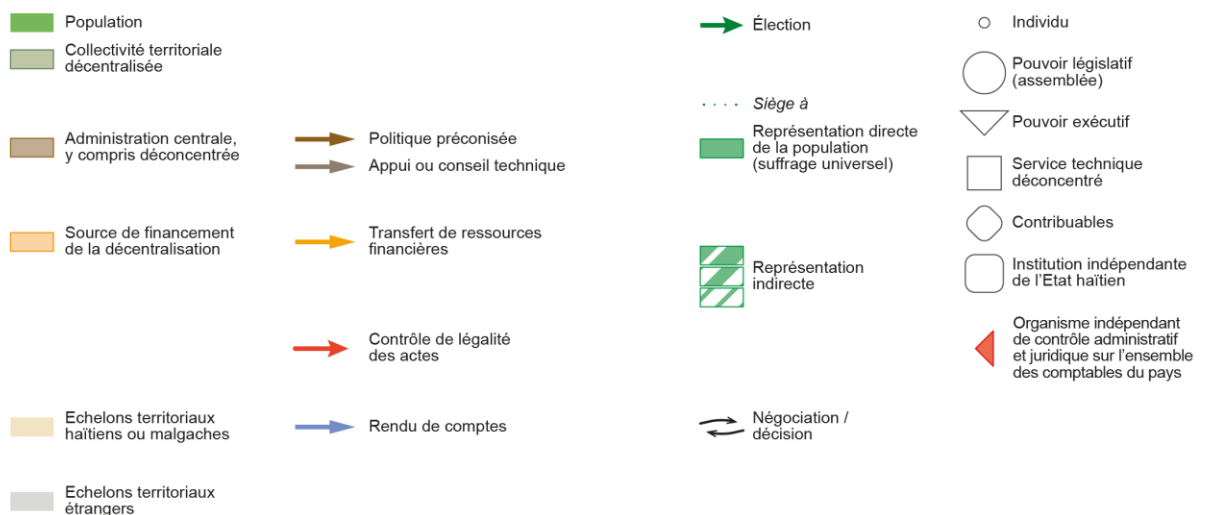 Population
Collectivité territoriale
décentralisée
Administration centrale,
y compris déconcentrée
Source de financement
de la décentralisation
Echelons territoriaux
haïtiens ou malgaches
Echelons territoriaux
étrangers
Politique préconisée
Appui ou conseil technique
Transfert de ressources
financières
Contrôle de légalité
des actes
Rendu de comptes
Élection
Siège à
Représentation directe
de la population
(suffrage universel)
Représentation
indirecte
Négociation /
décision
Individu
Pouvoir législatif
(assemblée)
Pouvoir exécutif
Service technique
déconcentré
Contribuables
Institution indépendante
de l'Etat haïtien
Organisme indépendant
de contrôle administratif
et juridique sur l'ensemble
des comptables du pays